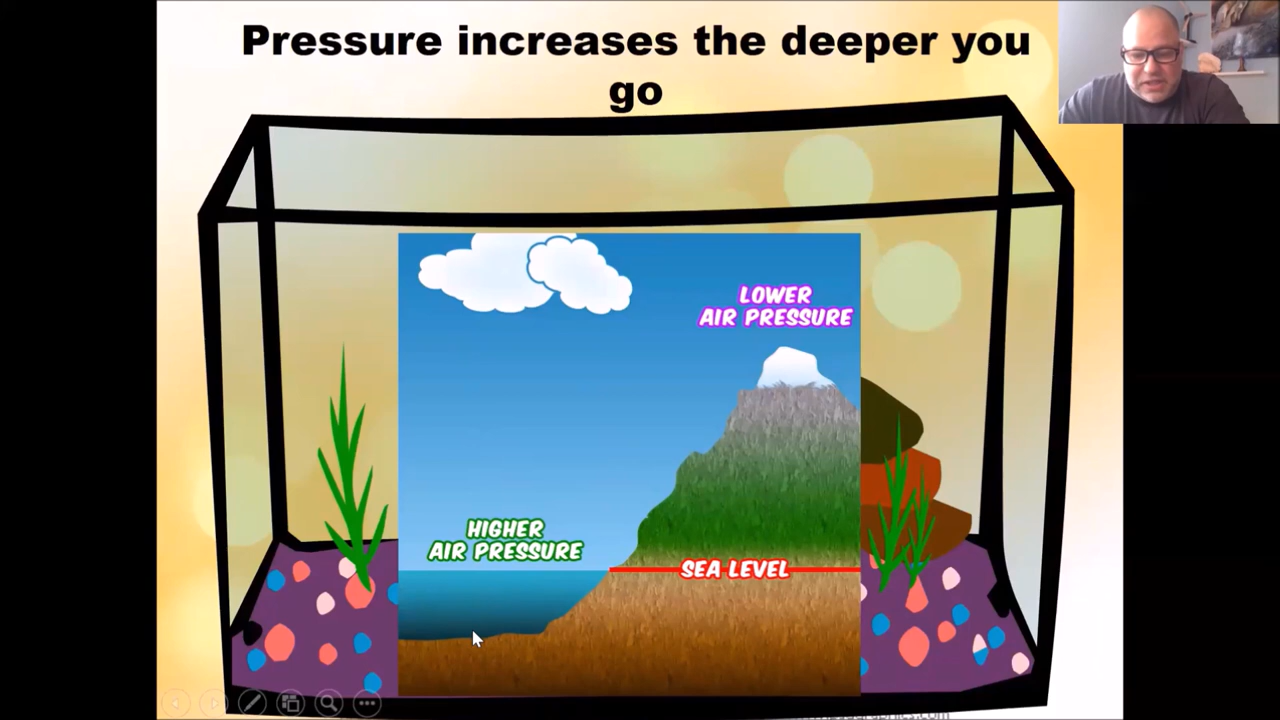 Pressure increases the deeper you
go
LOWER
AIR PRESSURE
HIGHER
AIR PRESSURE
SEA LEVEL